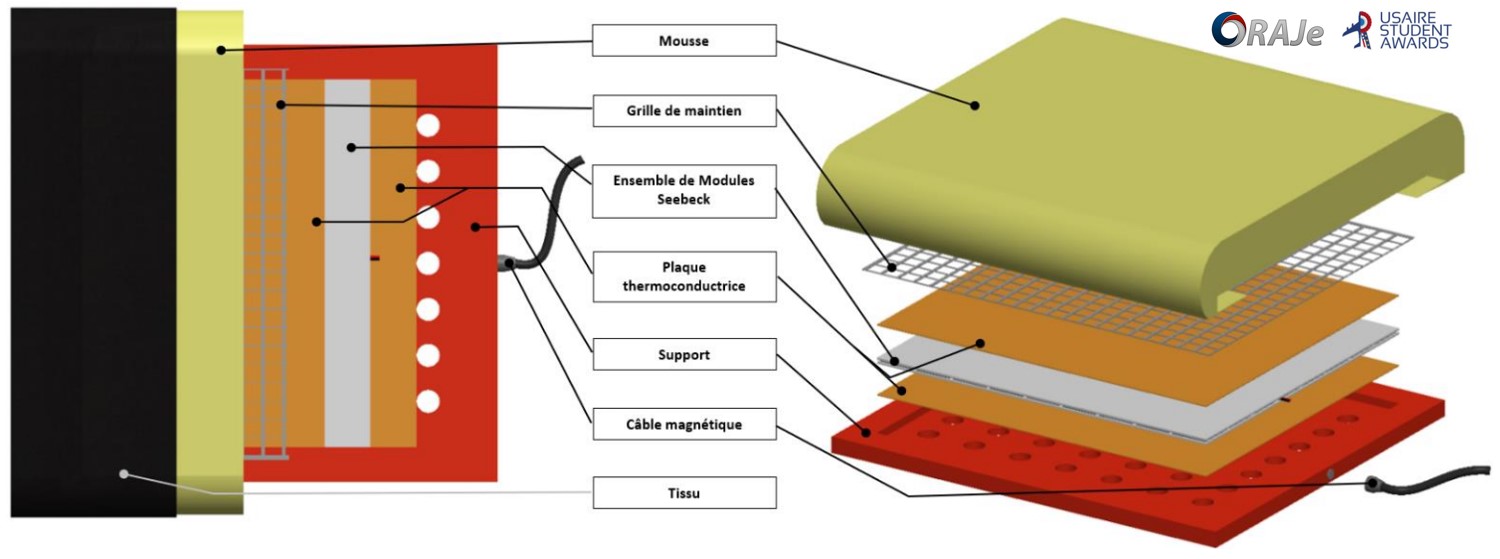 ORAJe
USAIRE
STUDENT
AWARDS
Mousse
Grille de maintien
Ensemble de Modules
Seebeck
Plaque
thermoconductrice
Support
Câble magnétique
Tissu